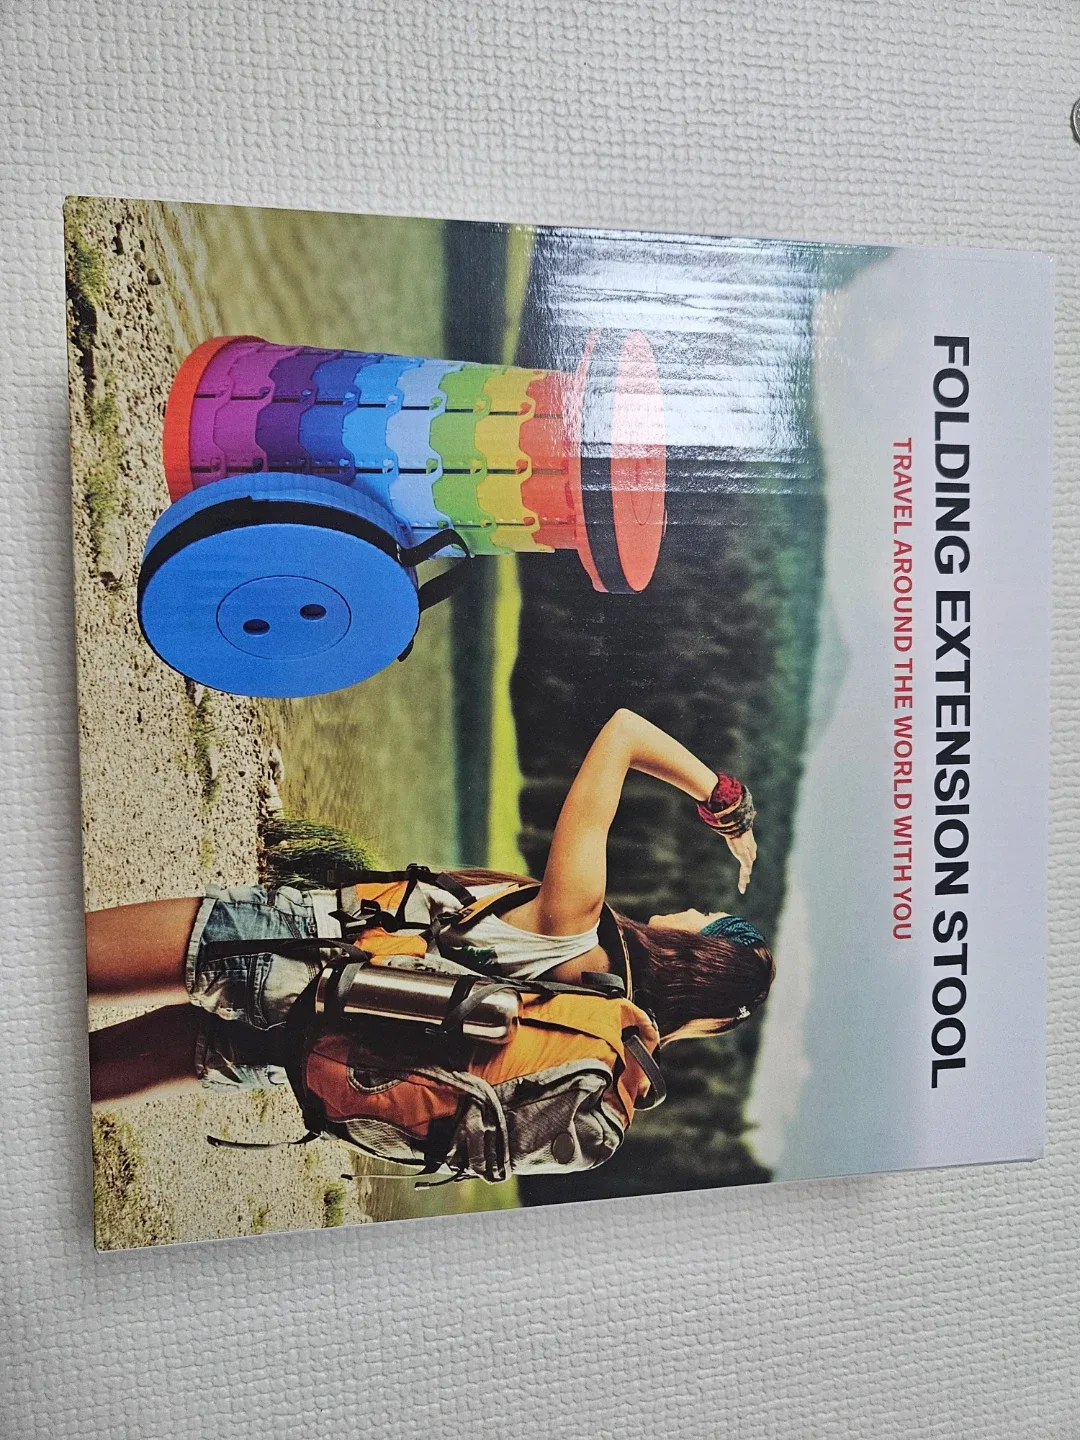 FOLDING EXTENSION STOOL
TRAVEL AROUND THE WORLD WITH YOU